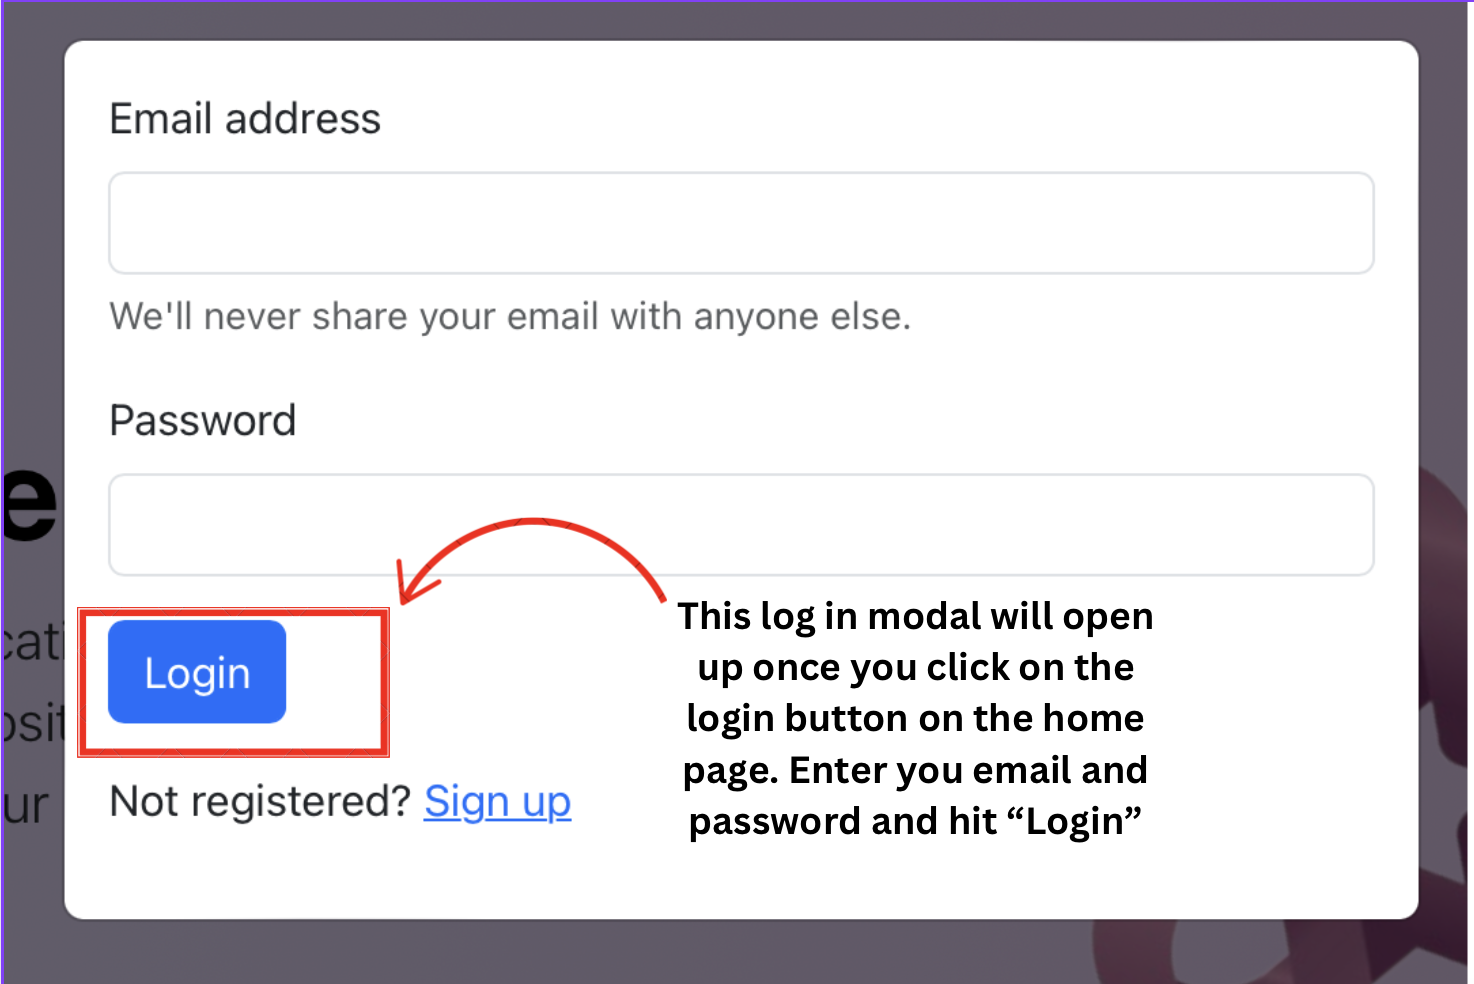 Email address
We'll never share your email with anyone else.
Password
e
cati
Login
This log in modal will open
up once you click on the
login button on the home
page. Enter you email and
password and hit “Login”
osit
ur
Not registered? Sign up